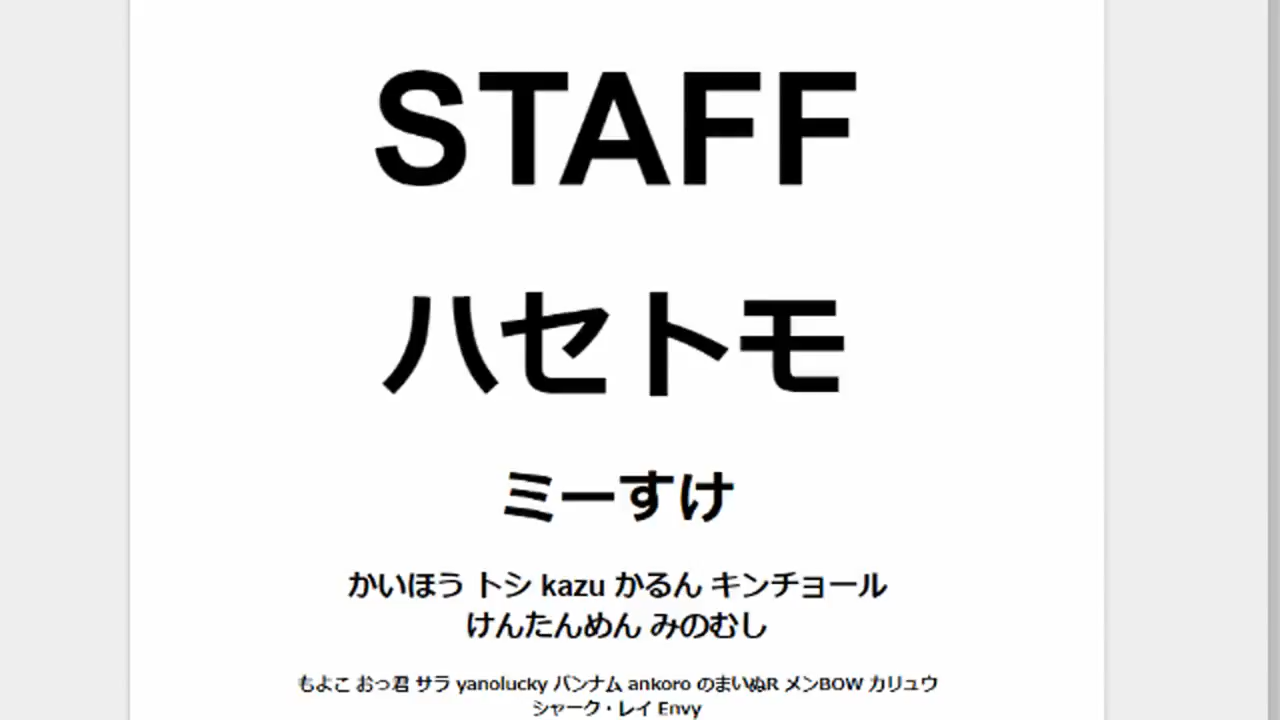 STAFF
ハセトモ
ミーすけ
かいほう トシ kazu かるん キンチョール
けんたんめん みのむし
もよこ おっ君 サラ yanolucky バンナム ankoro のまいぬR メンBOW カリュウ
シャーク・レイ Envy